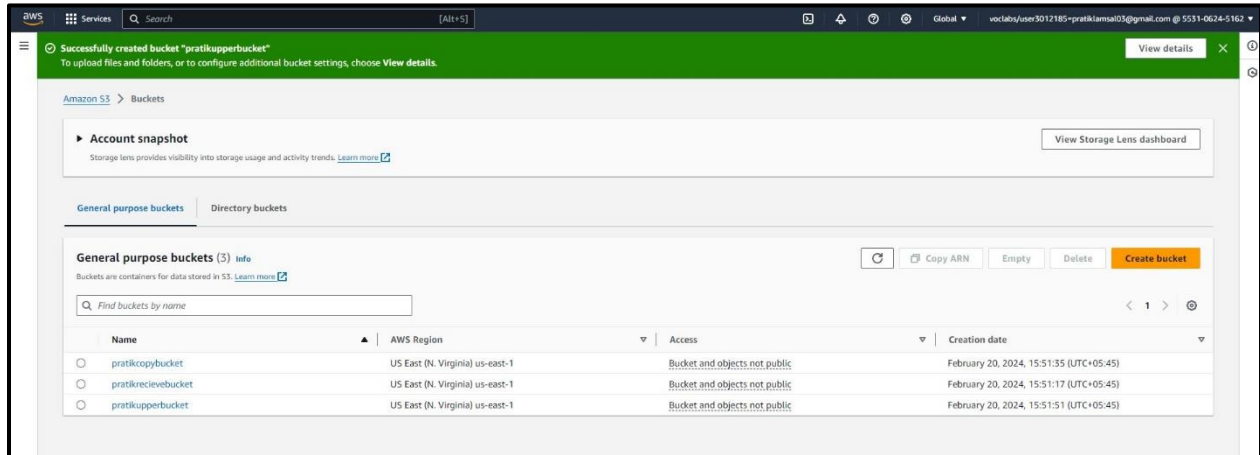 aws Services Search [Alt+S] Global voclabs/user3012185=pratiklamsal03@gmail.com @ 5531-0624-5162
Successfully created bucket "pratikupperbucket"
To upload files and folders, or to configure additional bucket settings, choose View details.
View details
Amazon S3 > Buckets
Account snapshot
Storage lens provides visibility into storage usage and activity trends. Learn more
View Storage Lens dashboard
General purpose buckets Directory buckets
General purpose buckets (3) Info
Buckets are containers for data stored in S3. Learn more
Copy ARN Empty Delete Create bucket
Find buckets by name
< 1 >
Name AWS Region Access Creation date
pratikcopybucket US East (N. Virginia) us-east-1 Bucket and objects not public February 20, 2024, 15:51:35 (UTC+05:45)
pratikrecievebucket US East (N. Virginia) us-east-1 Bucket and objects not public February 20, 2024, 15:51:17 (UTC+05:45)
pratikupperbucket US East (N. Virginia) us-east-1 Bucket and objects not public February 20, 2024, 15:51:51 (UTC+05:45)